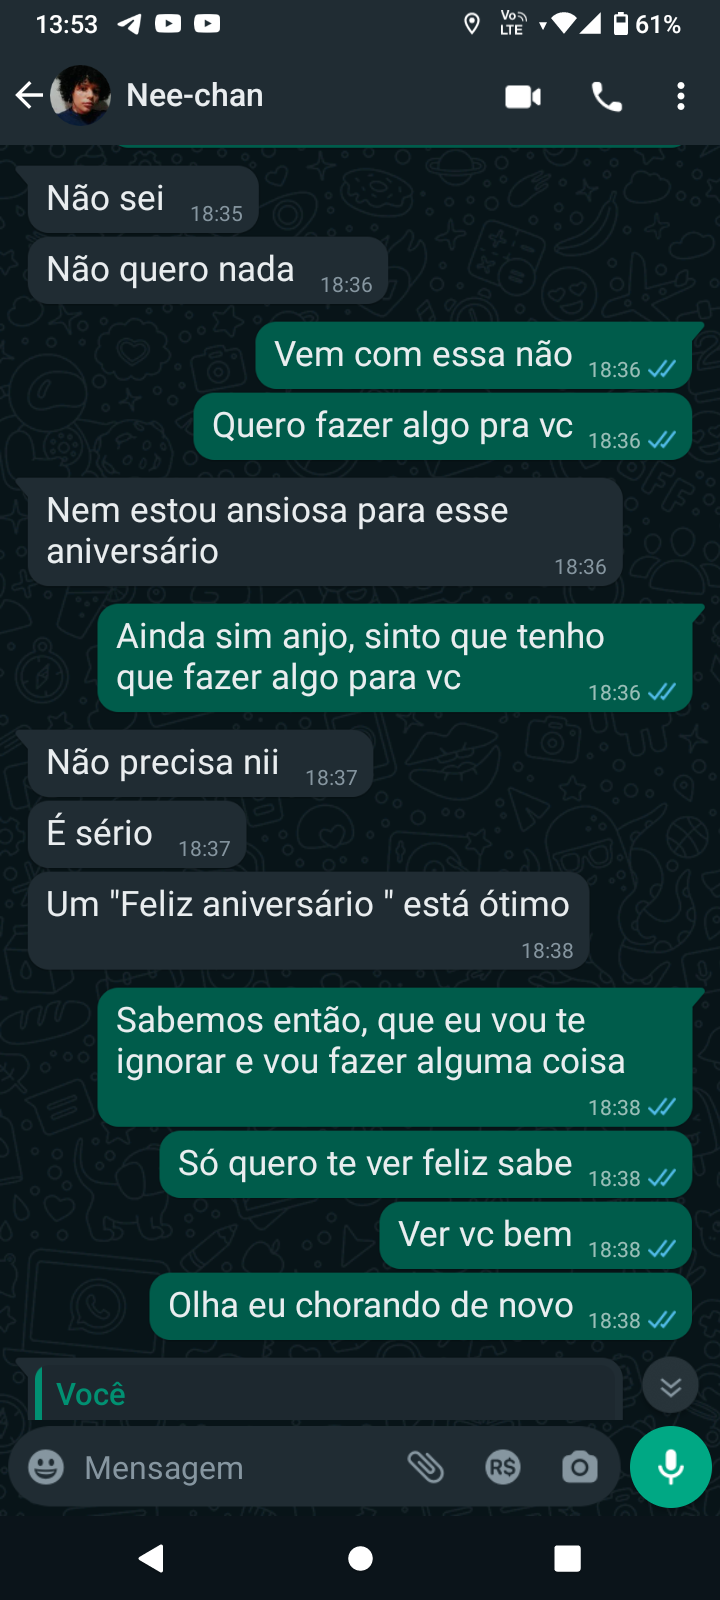 13:53
Vo
LTE
61%
Nee-chan
Não sei
18:35
Não quero nada
18:36
Vem com essa não
18:36
Quero fazer algo pra vc
18:36
Nem estou ansiosa para esse
aniversário
18:36
Ainda sim anjo, sinto que tenho
que fazer algo para vc
18:36
Não precisa nii
18:37
É sério
18:37
Um "Feliz aniversário " está ótimo
18:38
Sabemos então, que eu vou te
ignorar e vou fazer alguma coisa
18:38
Só quero te ver feliz sabe
18:38
Ver vc bem
18:38
Olha eu chorando de novo
18:38
Você
Mensagem
R$